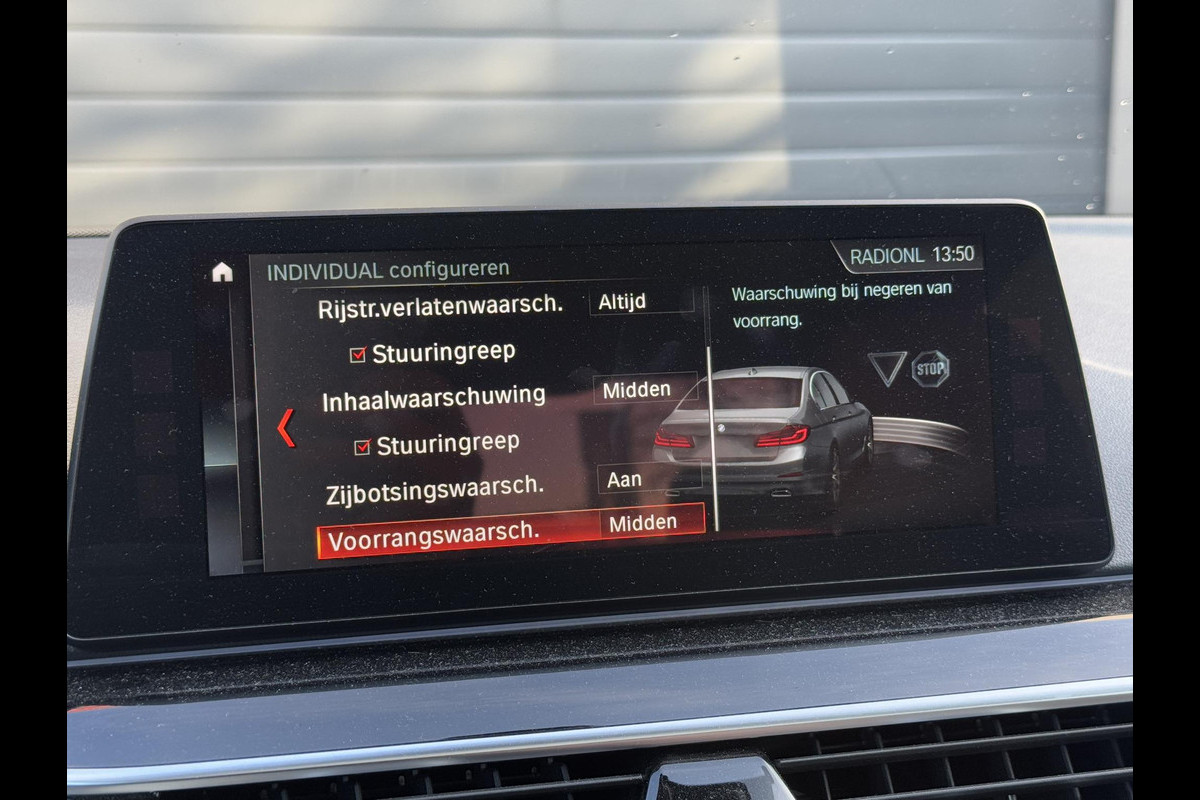 INDIVIDUAL configureren
RADIONL 13:50
Rijstr.verlatenwaarsch. Altijd
Stuuringreep
Inhaalwaarschuwing Midden
Stuuringreep
Zijbotsingswaarsch. Aan
Voorrangswaarsch. Midden
Waarschuwing bij negeren van
voorrang.
STOP